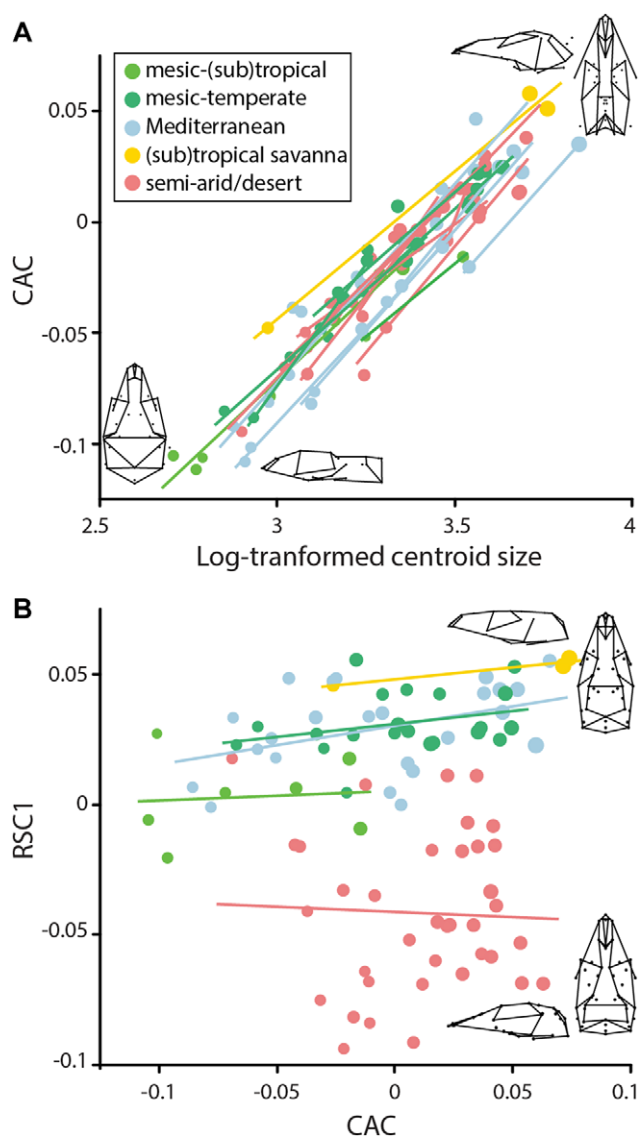 A
mesic-(sub)tropical
mesic-temperate
Mediterranean
(sub)tropical savanna
semi-arid/desert
0.05
0
-0.05
-0.1
CAC
2.5 3 3.5 4
Log-tranformed centroid size
B
0.05
0
-0.05
-0.1
RSC1
-0.1 -0.05 0 0.05 0.1
CAC